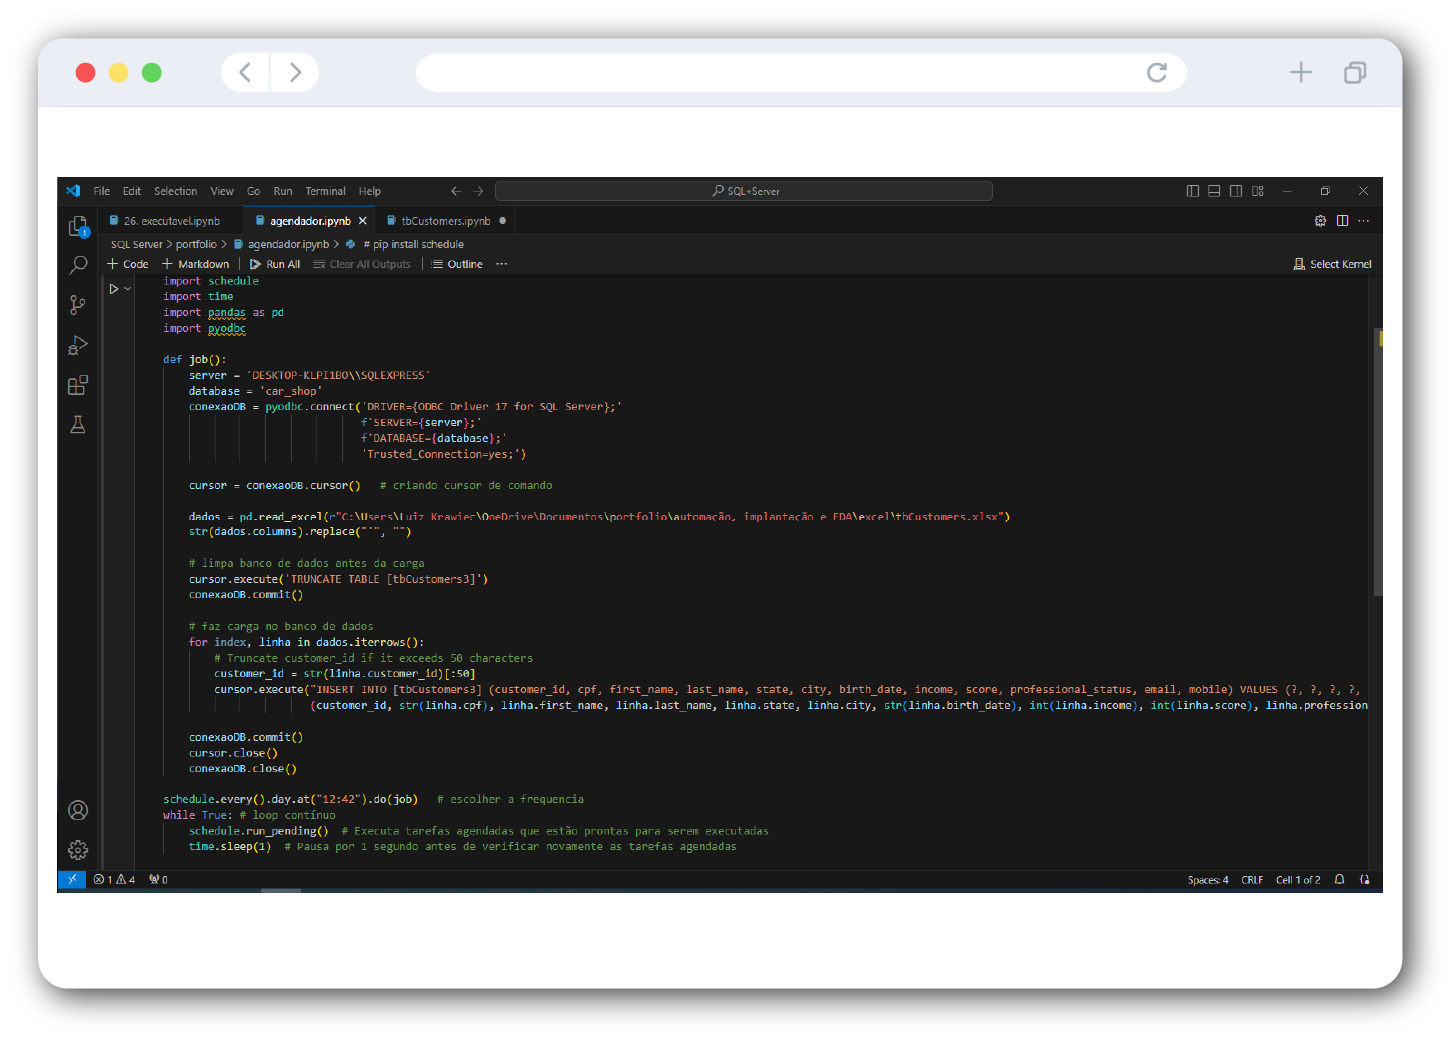 File Edit Selection View Go Run Terminal Help SQL+Server
26. executavel.ipynb agendador.ipynb tbCustomers.ipynb
SQL Server > portfolio > agendador.ipynb > # pip install schedule
+ Code + Markdown Run All Clear All Outputs Outline ... Select Kernel
import schedule
import time
import pandas as pd
import pyodbc
def job():
server = 'DESKTOP-KLPI1BO\\SQLEXPRESS'
database = 'car_shop'
conexaoDB = pyodbc.connect('DRIVER={ODBC Driver 17 for SQL Server};'
f'SERVER={server};'
f'DATABASE={database};'
'Trusted_Connection=yes;')
cursor = conexaoDB.cursor() # criando cursor de comando
dados = pd.read_excel(r"C:\Users\Luiz Krawiec\OneDrive\Documentos\portfolio\automação, implantação e EDA\excel\tbCustomers.xlsx")
str(dados.columns).replace("'", "")
# limpa banco de dados antes da carga
cursor.execute('TRUNCATE TABLE [tbCustomers3]')
conexaoDB.commit()
# faz carga no banco de dados
for index, linha in dados.iterrows():
# Truncate customer_id if it exceeds 50 characters
customer_id = str(linha.customer_id)[:50]
cursor.execute("INSERT INTO [tbCustomers3] (customer_id, cpf, first_name, last_name, state, city, birth_date, income, score, professional_status, email, mobile) VALUES (?, ?, ?, ?,
(customer_id, str(linha.cpf), linha.first_name, linha.last_name, linha.state, linha.city, str(linha.birth_date), int(linha.income), int(linha.score), linha.profession
conexaoDB.commit()
cursor.close()
conexaoDB.close()
schedule.every().day.at("12:42").do(job) # escolher a frequencia
while True: # loop contínuo
schedule.run_pending() # Executa tarefas agendadas que estão prontas para serem executadas
time.sleep(1) # Pausa por 1 segundo antes de verificar novamente as tarefas agendadas
1 4 0 Spaces: 4 CRLF Cell 1 of 2